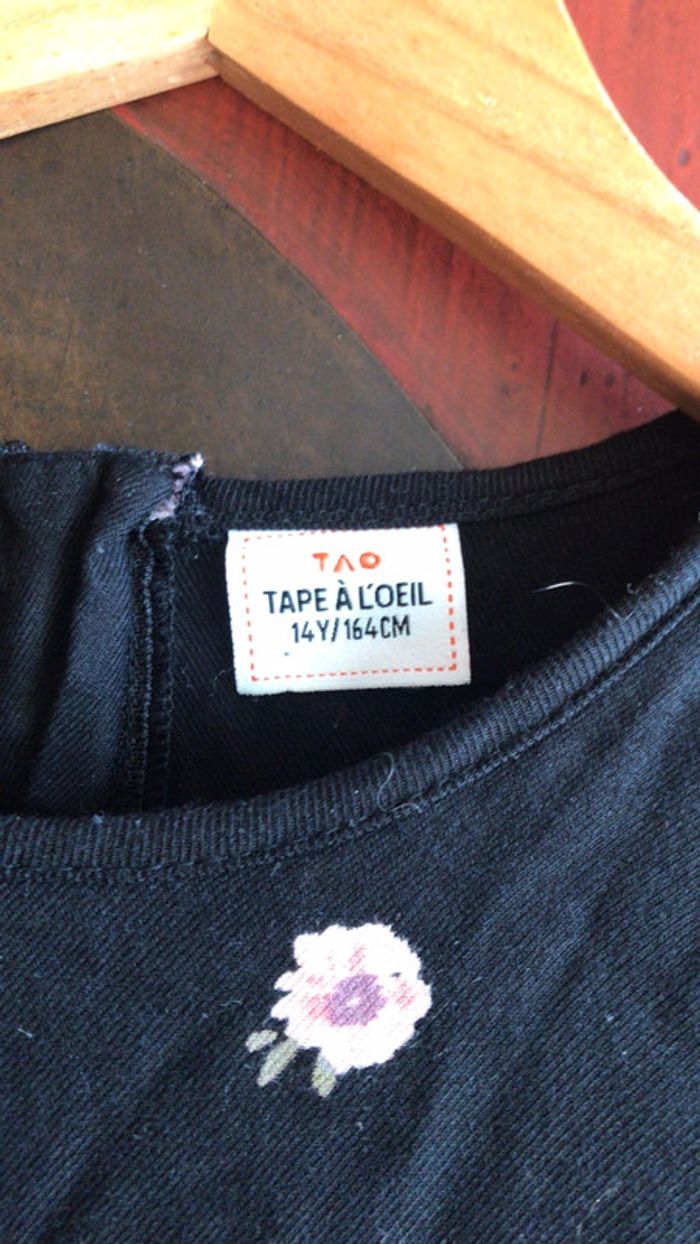 TAO
TAPE À L'OEIL
14Y/164CM